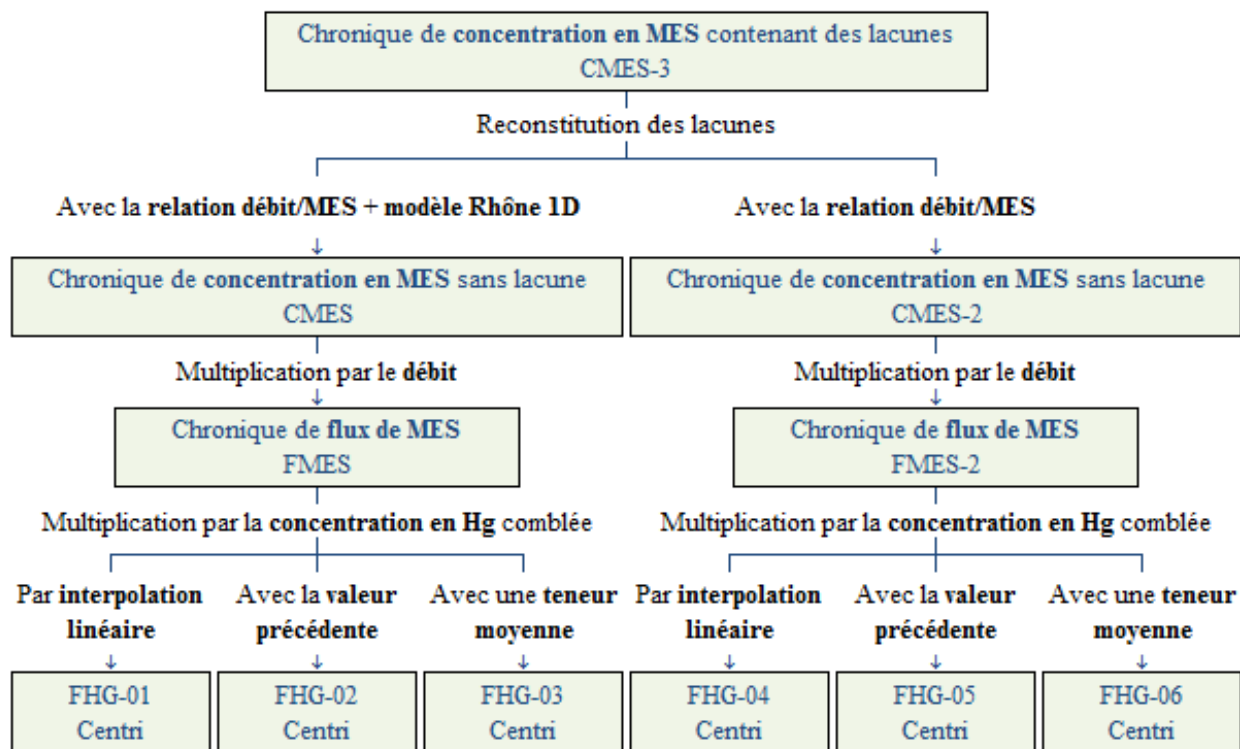 Chronique de concentration en MES contenant des lacunes
CMES-3
Reconstitution des lacunes
Avec la relation débit/MES + modèle Rhône 1D
Avec la relation débit/MES
Chronique de concentration en MES sans lacune
CMES
Chronique de concentration en MES sans lacune
CMES-2
Multiplication par le débit
Multiplication par le débit
Chronique de flux de MES
FMES
Chronique de flux de MES
FMES-2
Multiplication par la concentration en Hg comblée
Multiplication par la concentration en Hg comblée
Par interpolation
linéaire
Avec la valeur
précédente
Avec une teneur
moyenne
Par interpolation
linéaire
Avec la valeur
précédente
Avec une teneur
moyenne
FHG-01
Centri
FHG-02
Centri
FHG-03
Centri
FHG-04
Centri
FHG-05
Centri
FHG-06
Centri